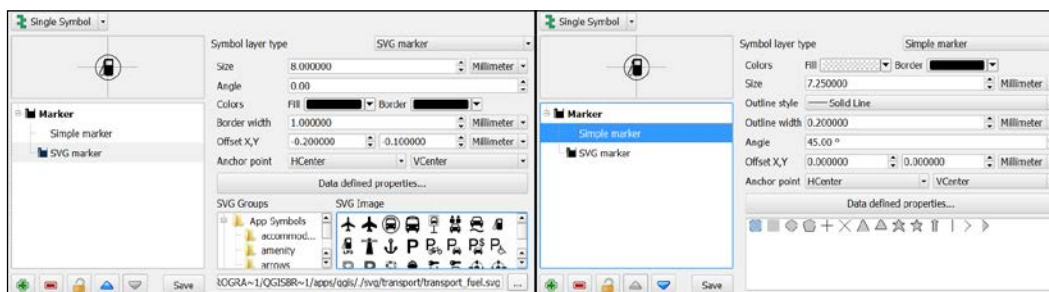 Single Symbol
Symbol layer type SVG marker
Size 8.000000 Millimeter
Angle 0.00
Colors Fill Border
Border width 1.000000 Millimeter
Offset X,Y -0.200000 -0.100000 Millimeter
Anchor point HCenter VCenter
Data defined properties...
Marker
Simple marker
SVG marker
SVG Groups SVG Image
App Symbols
accommod...
amenity
arrows
Save
ROGRA~1/QGISBR~1/apps/qgis/./svg/transport/transport_fuel.svg ...
Single Symbol
Symbol layer type Simple marker
Colors Fill Border
Size 7.250000 Millimeter
Outline style Solid Line
Outline width 0.200000 Millimeter
Angle 45.00 °
Offset X,Y 0.000000 0.000000 Millimeter
Anchor point HCenter VCenter
Data defined properties...
Marker
Simple marker
SVG marker
Save